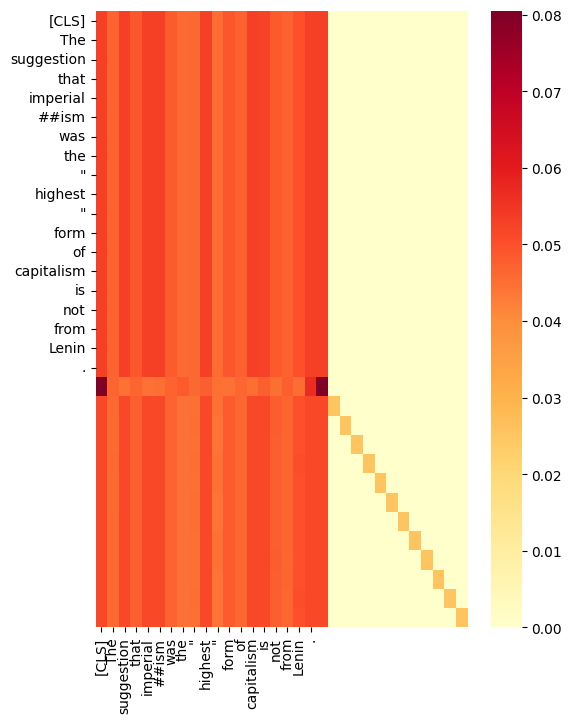 [CLS]
The
suggestion
that
imperial
##ism
was
the
"
highest
"
form
of
capitalism
is
not
from
Lenin
.
0.08
0.07
0.06
0.05
0.04
0.03
0.02
0.01
0.00
[CLS]
The
suggestion
that
imperial
##ism
was
the
"
highest
"
form
of
capitalism
is
not
from
Lenin
.